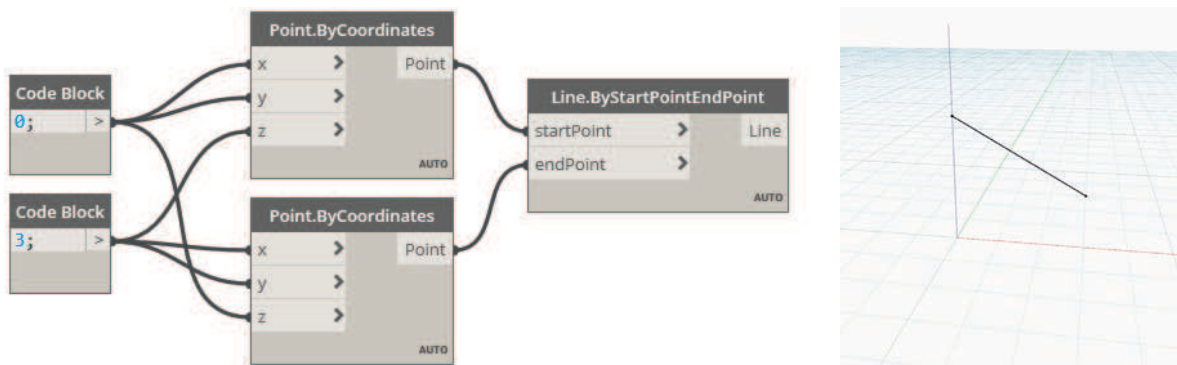 Code Block
0; >
Code Block
3; >
Point.ByCoordinates
x > Point
y >
z >
AUTO
Point.ByCoordinates
x > Point
y >
z >
AUTO
Line.ByStartPointEndPoint
startPoint > Line
endPoint >
AUTO